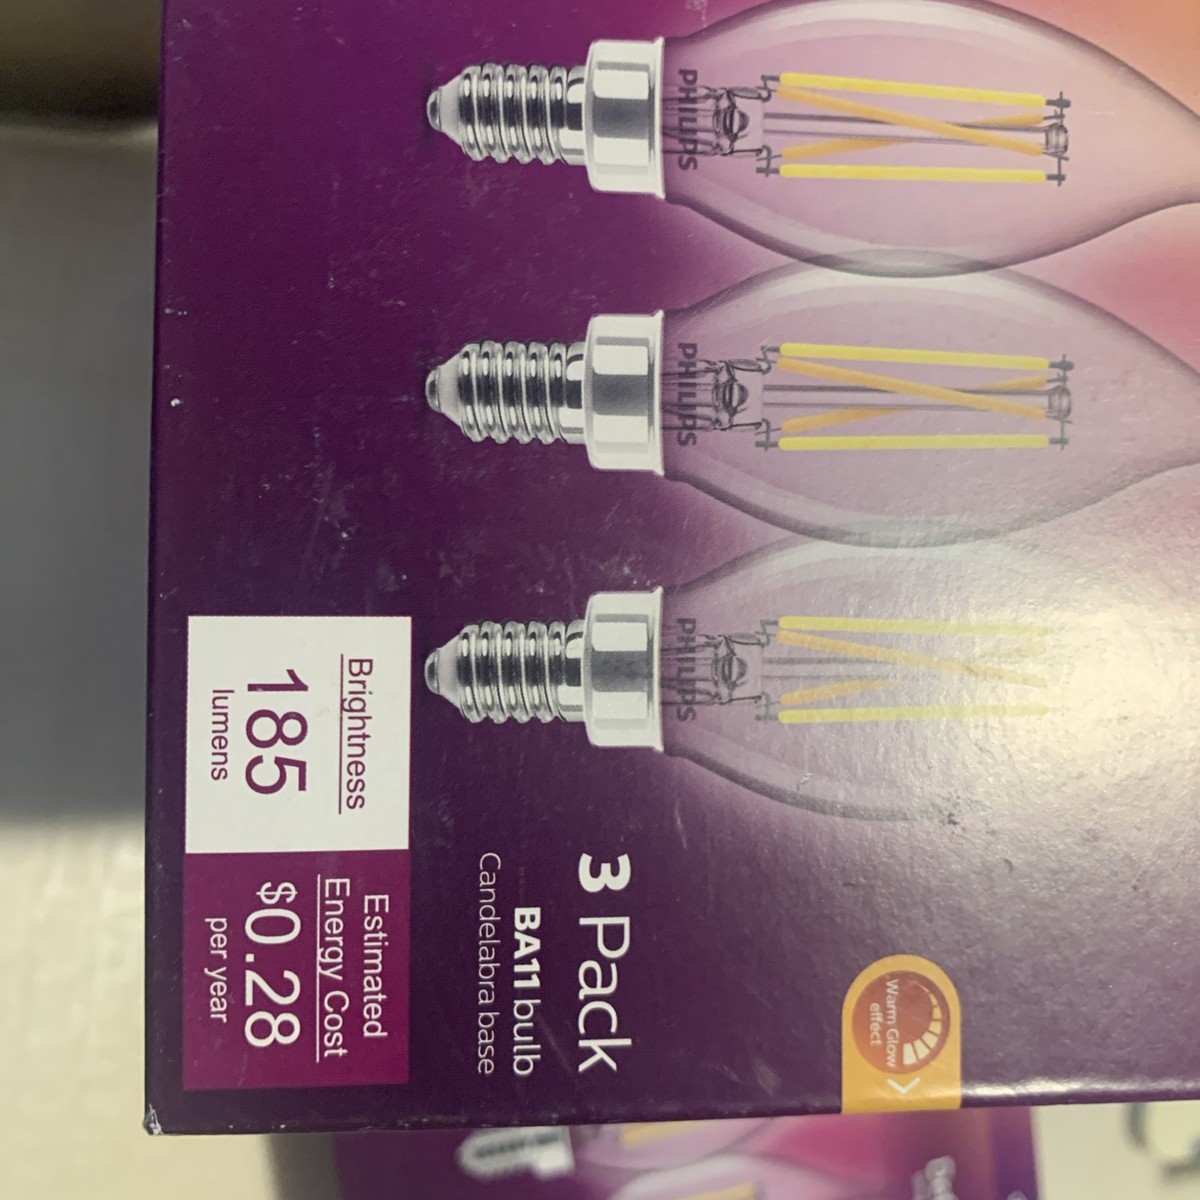 PHILIPS
PHILIPS
PHILIPS
Warm Glow
effect
3 Pack
BA11 bulb
Candelabra base
Brightness
185
lumens
Estimated
Energy Cost
$0.28
per year